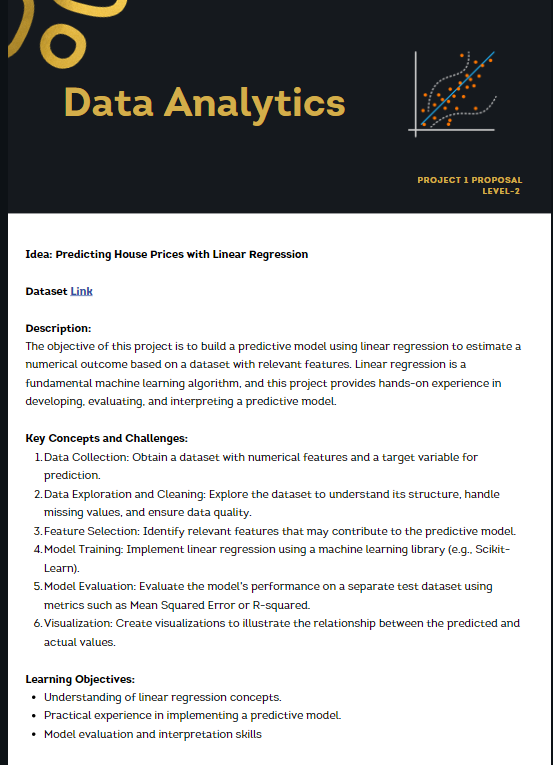 Data Analytics
PROJECT 1 PROPOSAL
LEVEL-2
Idea: Predicting House Prices with Linear Regression
Dataset Link
Description:
The objective of this project is to build a predictive model using linear regression to estimate a
numerical outcome based on a dataset with relevant features. Linear regression is a
fundamental machine learning algorithm, and this project provides hands-on experience in
developing, evaluating, and interpreting a predictive model.
Key Concepts and Challenges:
1. Data Collection: Obtain a dataset with numerical features and a target variable for
prediction.
2. Data Exploration and Cleaning: Explore the dataset to understand its structure, handle
missing values, and ensure data quality.
3. Feature Selection: Identify relevant features that may contribute to the predictive model.
4. Model Training: Implement linear regression using a machine learning library (e.g., Scikit-
Learn).
5. Model Evaluation: Evaluate the model's performance on a separate test dataset using
metrics such as Mean Squared Error or R-squared.
6. Visualization: Create visualizations to illustrate the relationship between the predicted and
actual values.
Learning Objectives:
• Understanding of linear regression concepts.
• Practical experience in implementing a predictive model.
• Model evaluation and interpretation skills